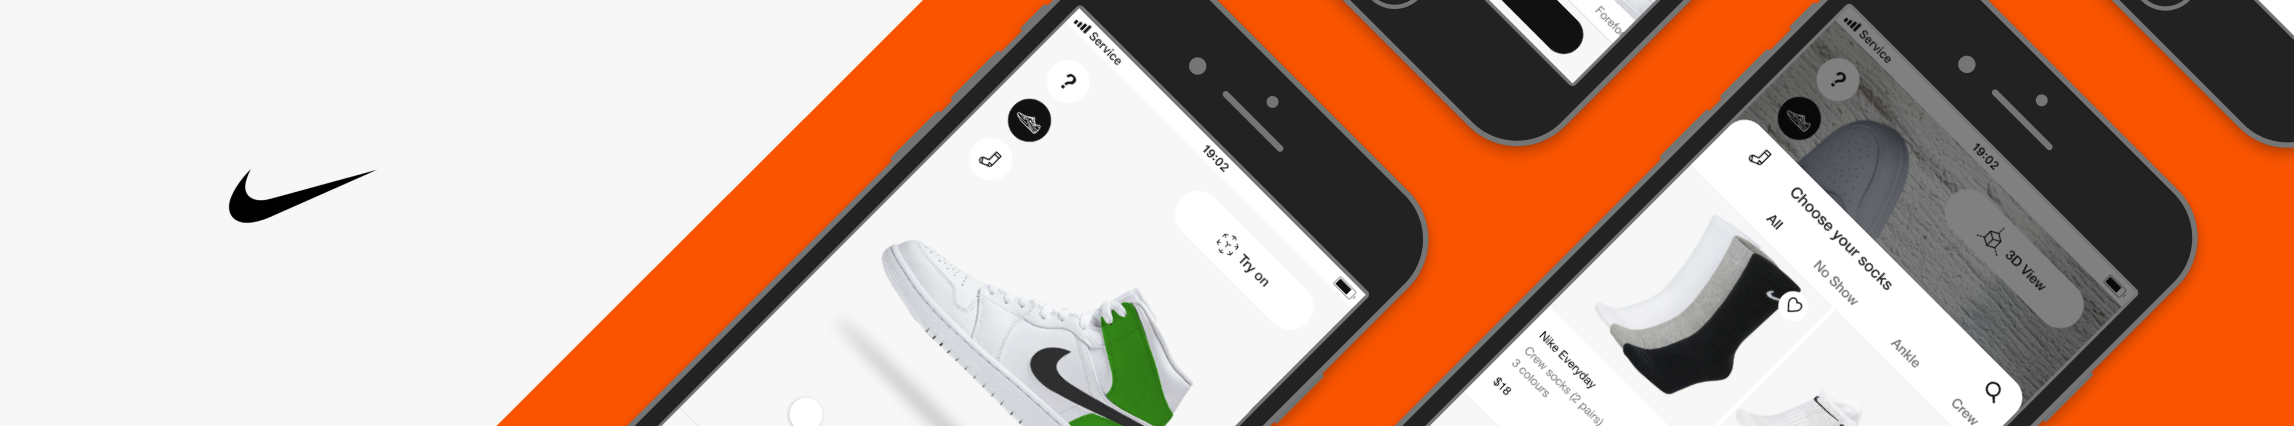 Service
?
19:02
Try on
Service
?
19:02
3D View
Choose your socks
All
No Show
Ankle
Crew
Nike Everyday
Crew socks (2 pairs)
3 colours
$18